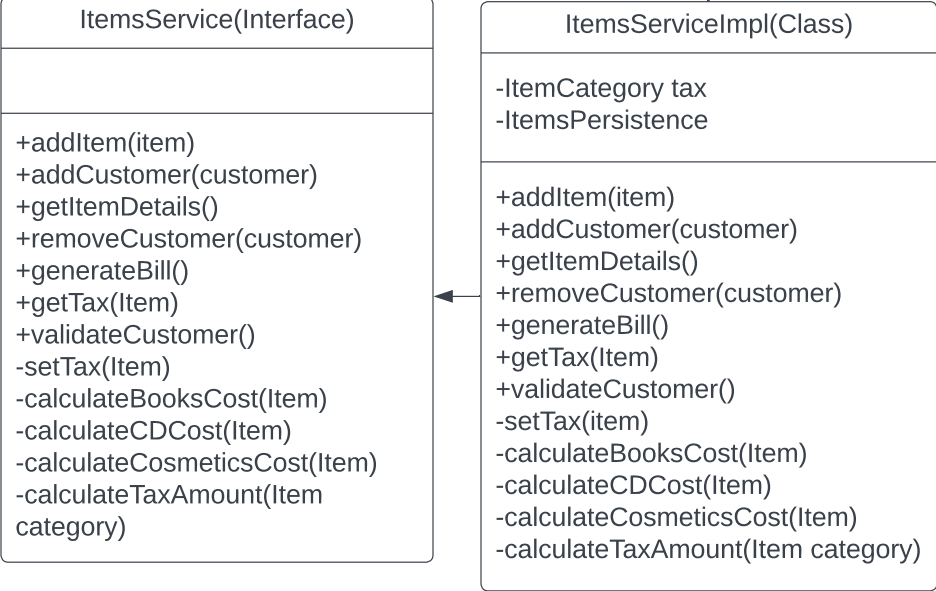 ItemsService(Interface)
+addItem(item)
+addCustomer(customer)
+getItemDetails()
+removeCustomer(customer)
+generateBill()
+getTax(Item)
+validateCustomer()
-setTax(Item)
-calculateBooksCost(Item)
-calculateCDCost(Item)
-calculateCosmeticsCost(Item)
-calculateTaxAmount(Item
category)
ItemsServiceImpl(Class)
-ItemCategory tax
-ItemsPersistence
+addItem(item)
+addCustomer(customer)
+getItemDetails()
+removeCustomer(customer)
+generateBill()
+getTax(Item)
+validateCustomer()
-setTax(item)
-calculateBooksCost(Item)
-calculateCDCost(Item)
-calculateCosmeticsCost(Item)
-calculateTaxAmount(Item category)